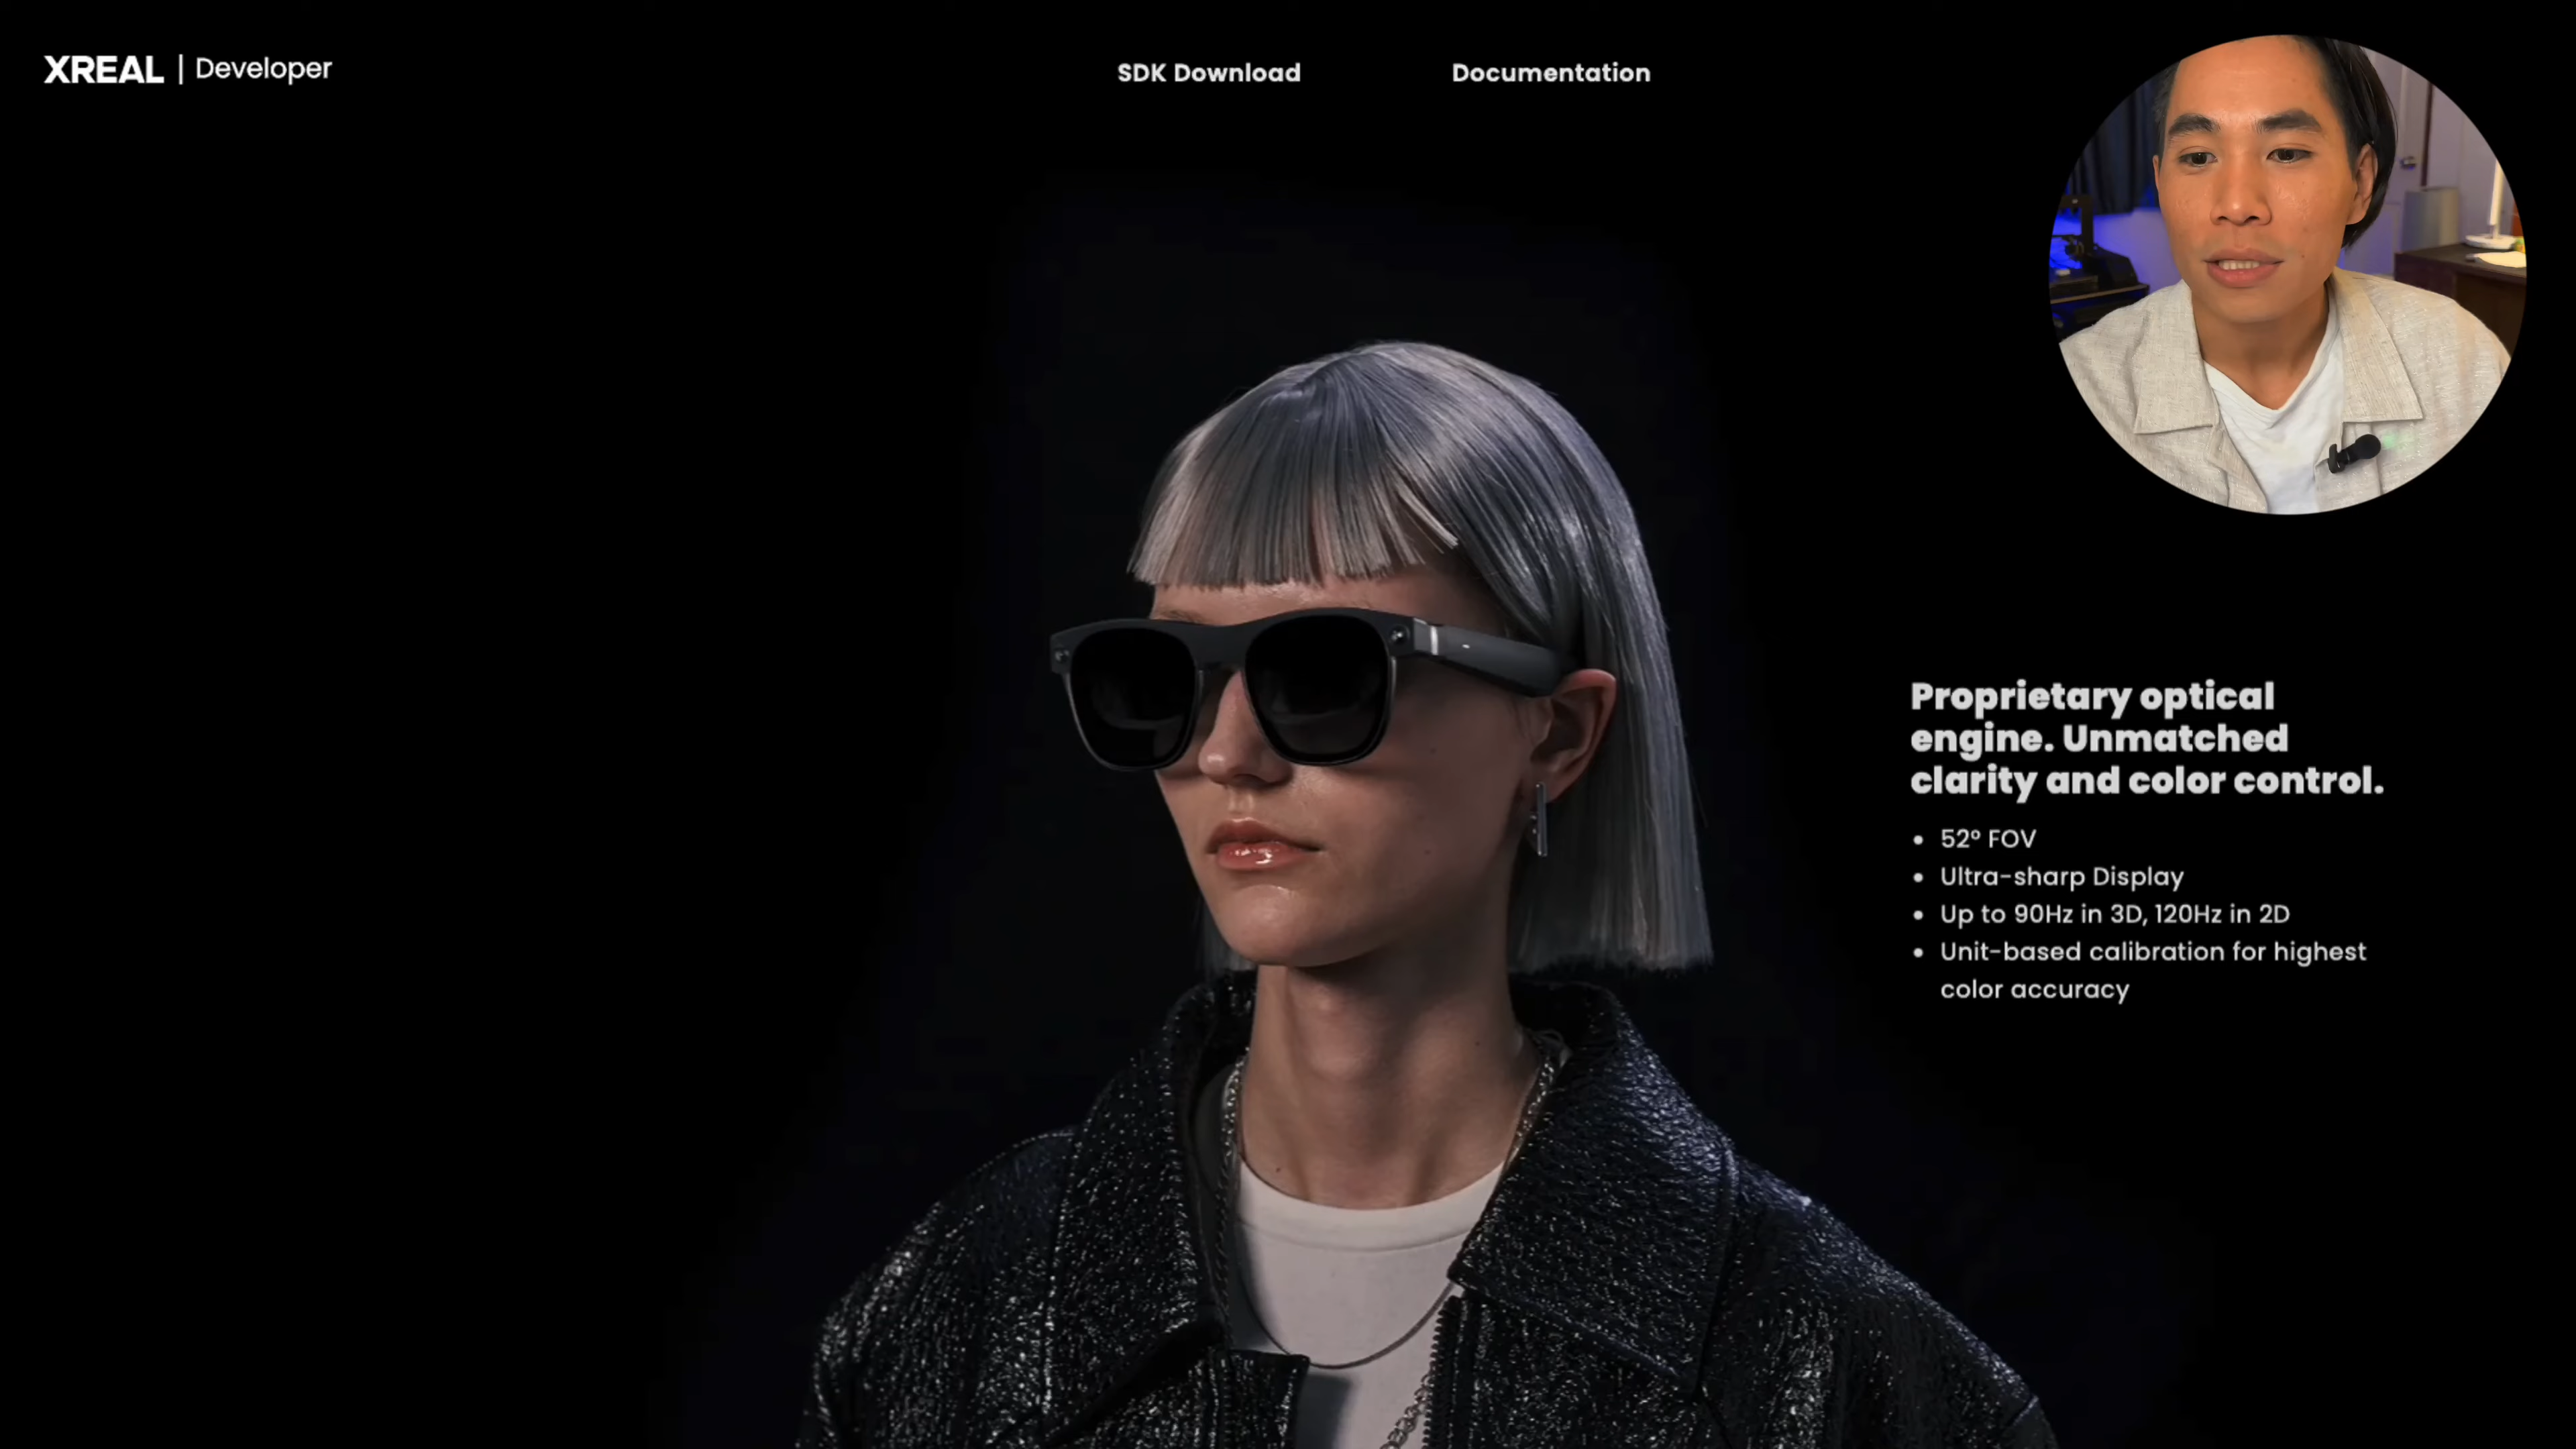 XREAL | Developer
SDK Download
Documentation
Proprietary optical
engine. Unmatched
clarity and color control.
• 52° FOV
• Ultra-sharp Display
• Up to 90Hz in 3D, 120Hz in 2D
• Unit-based calibration for highest
color accuracy